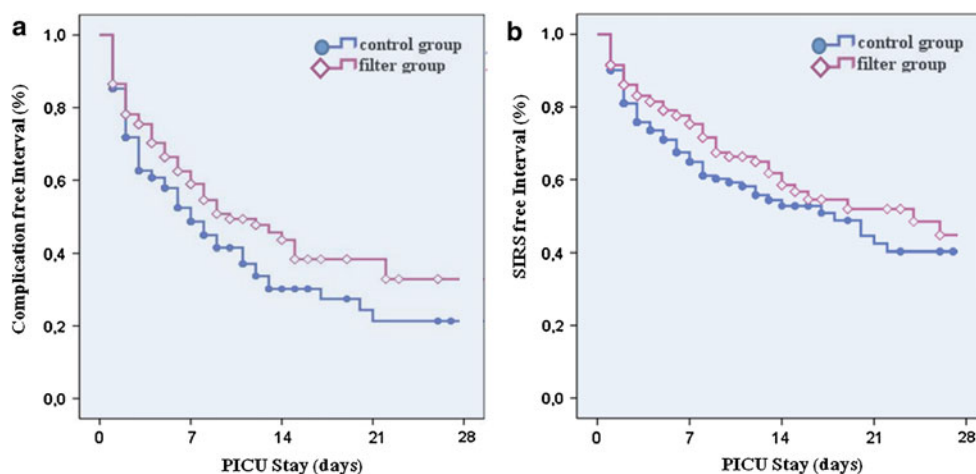 a
control group
filter group
Complication free Interval (%)
1,0
0,8
0,6
0,4
0,2
0,0
0 7 14 21 28
PICU Stay (days)
b
control group
filter group
SIRS free Interval (%)
1,0
0,8
0,6
0,4
0,2
0,0
0 7 14 21 28
PICU Stay (days)